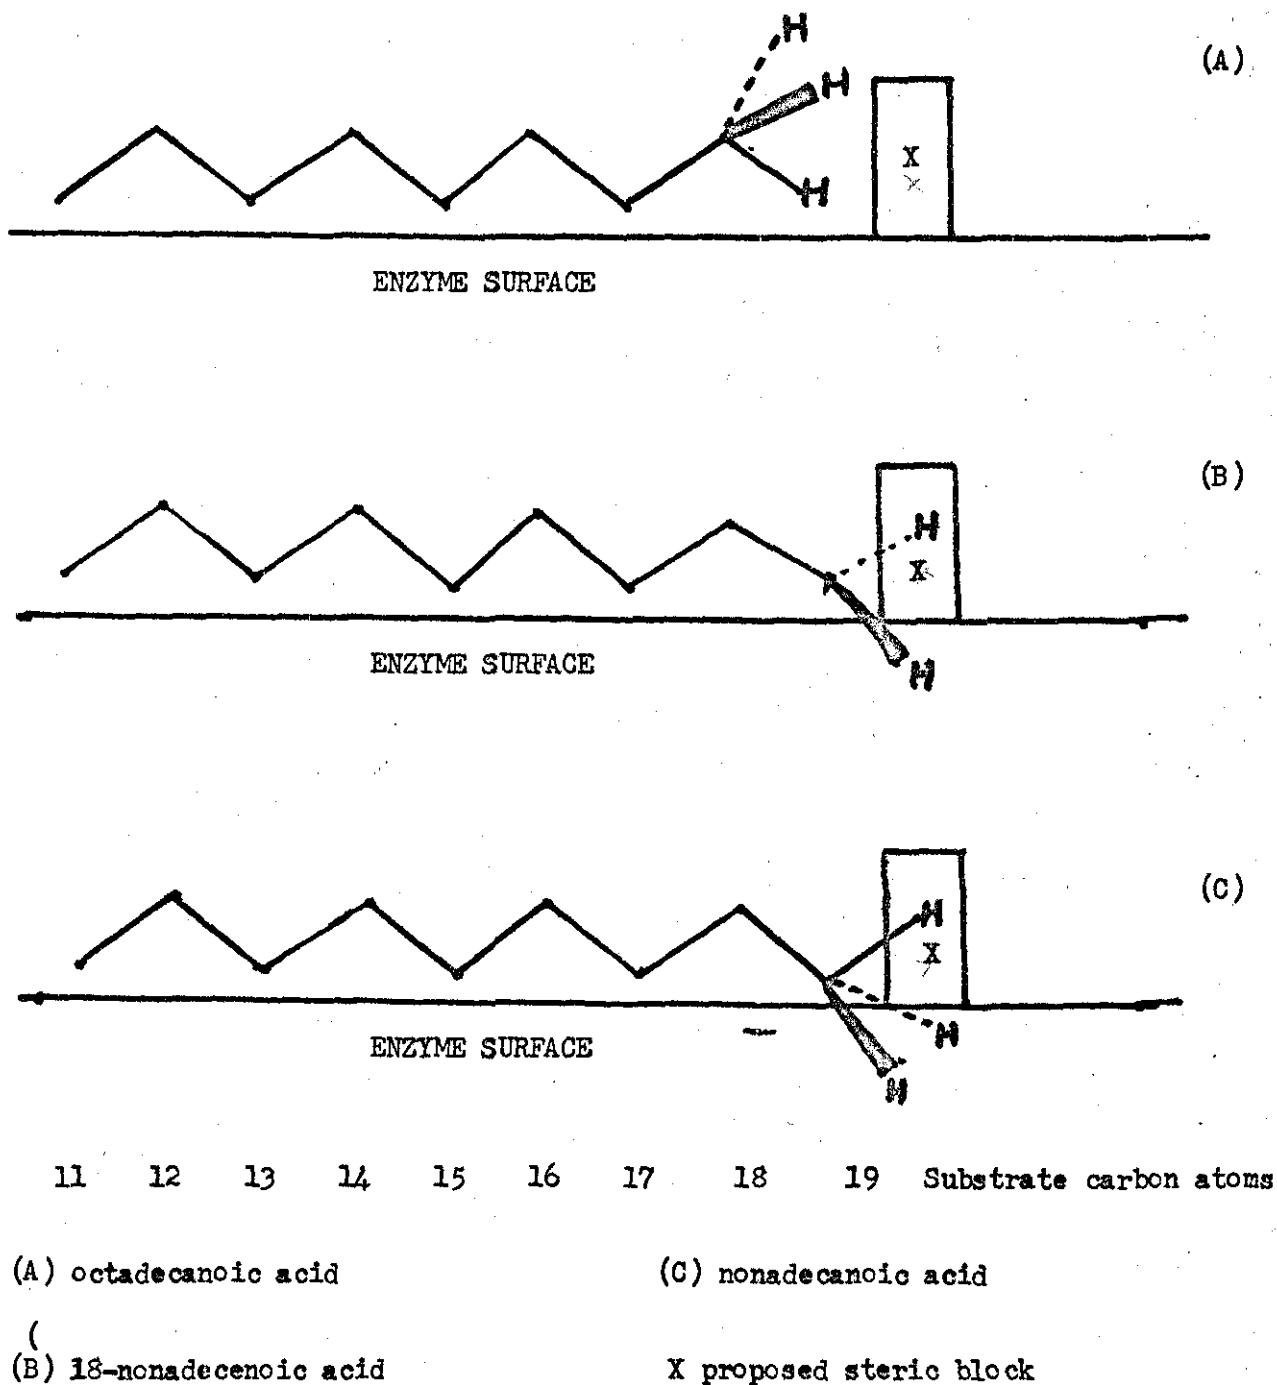 H
(A)
H
X
H
ENZYME SURFACE
(B)
H
X
ENZYME SURFACE
H
(C)
H
X
H
ENZYME SURFACE
H
11 12 13 14 15 16 17 18 19 Substrate carbon atoms
(A) octadecanoic acid (C) nonadecanoic acid
(
(B) 18-nonadecenoic acid X proposed steric block